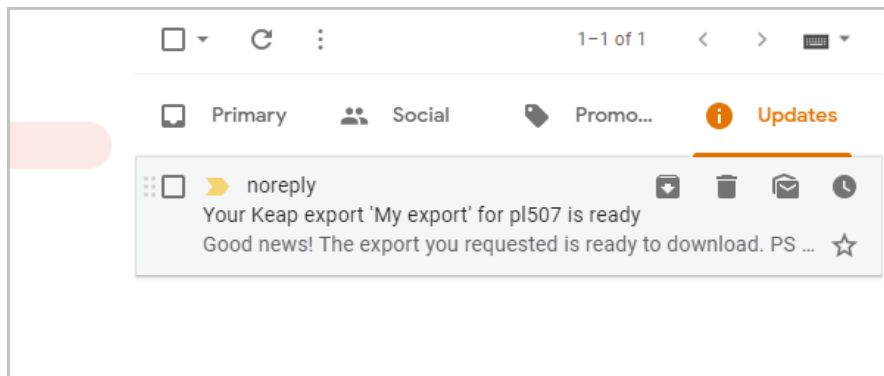 1–1 of 1
Primary Social Promo... Updates
noreply
Your Keap export 'My export' for pl507 is ready
Good news! The export you requested is ready to download. PS ...